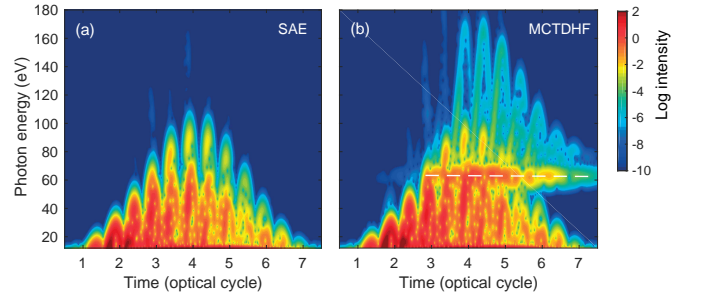 (a) SAE
(b) MCTDHF
Photon energy (eV)
180
160
140
120
100
80
60
40
20
1 2 3 4 5 6 7
Time (optical cycle)
1 2 3 4 5 6 7
Time (optical cycle)
2
0
-2
-4
-6
-8
-10
Log intensity